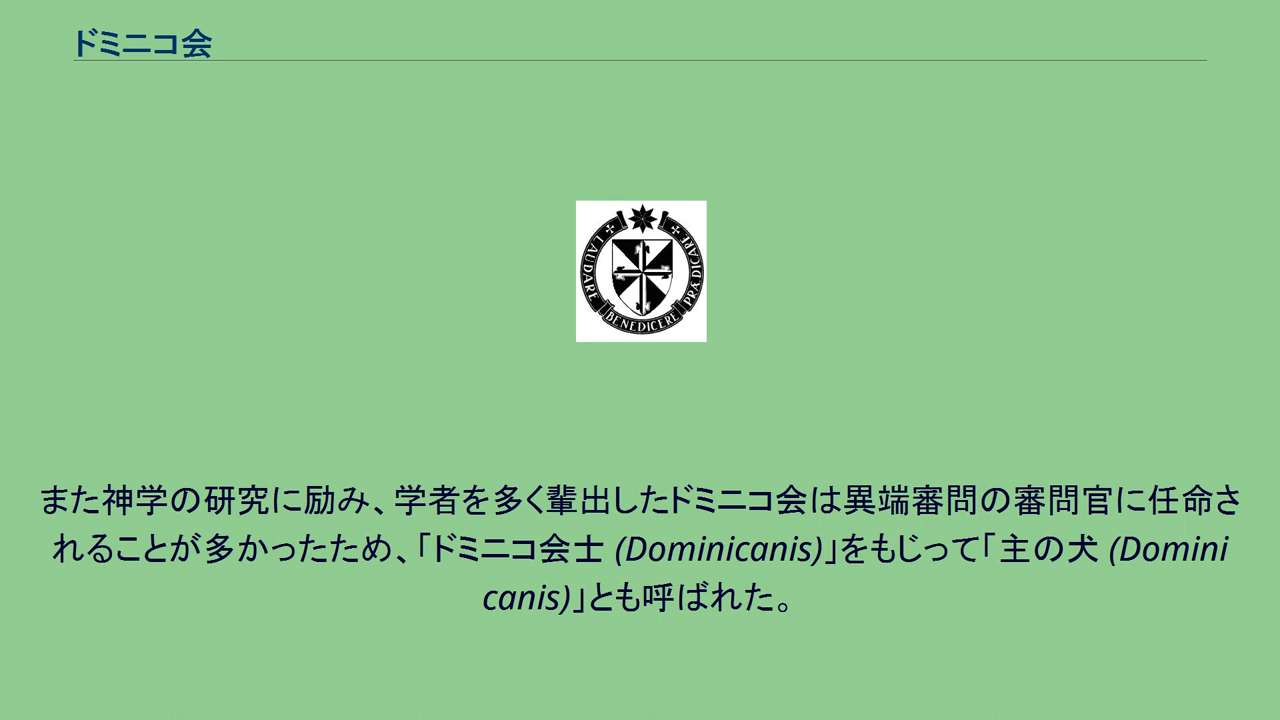 ドミニコ会
LAUDARE
BENEDICERE
PRÆDICARE
また神学の研究に励み、学者を多く輩出したドミニコ会は異端審問の審問官に任命さ
れることが多かったため、「ドミニコ会士 (Dominicanis)」をもじって「主の犬 (Domini
canis)」とも呼ばれた。